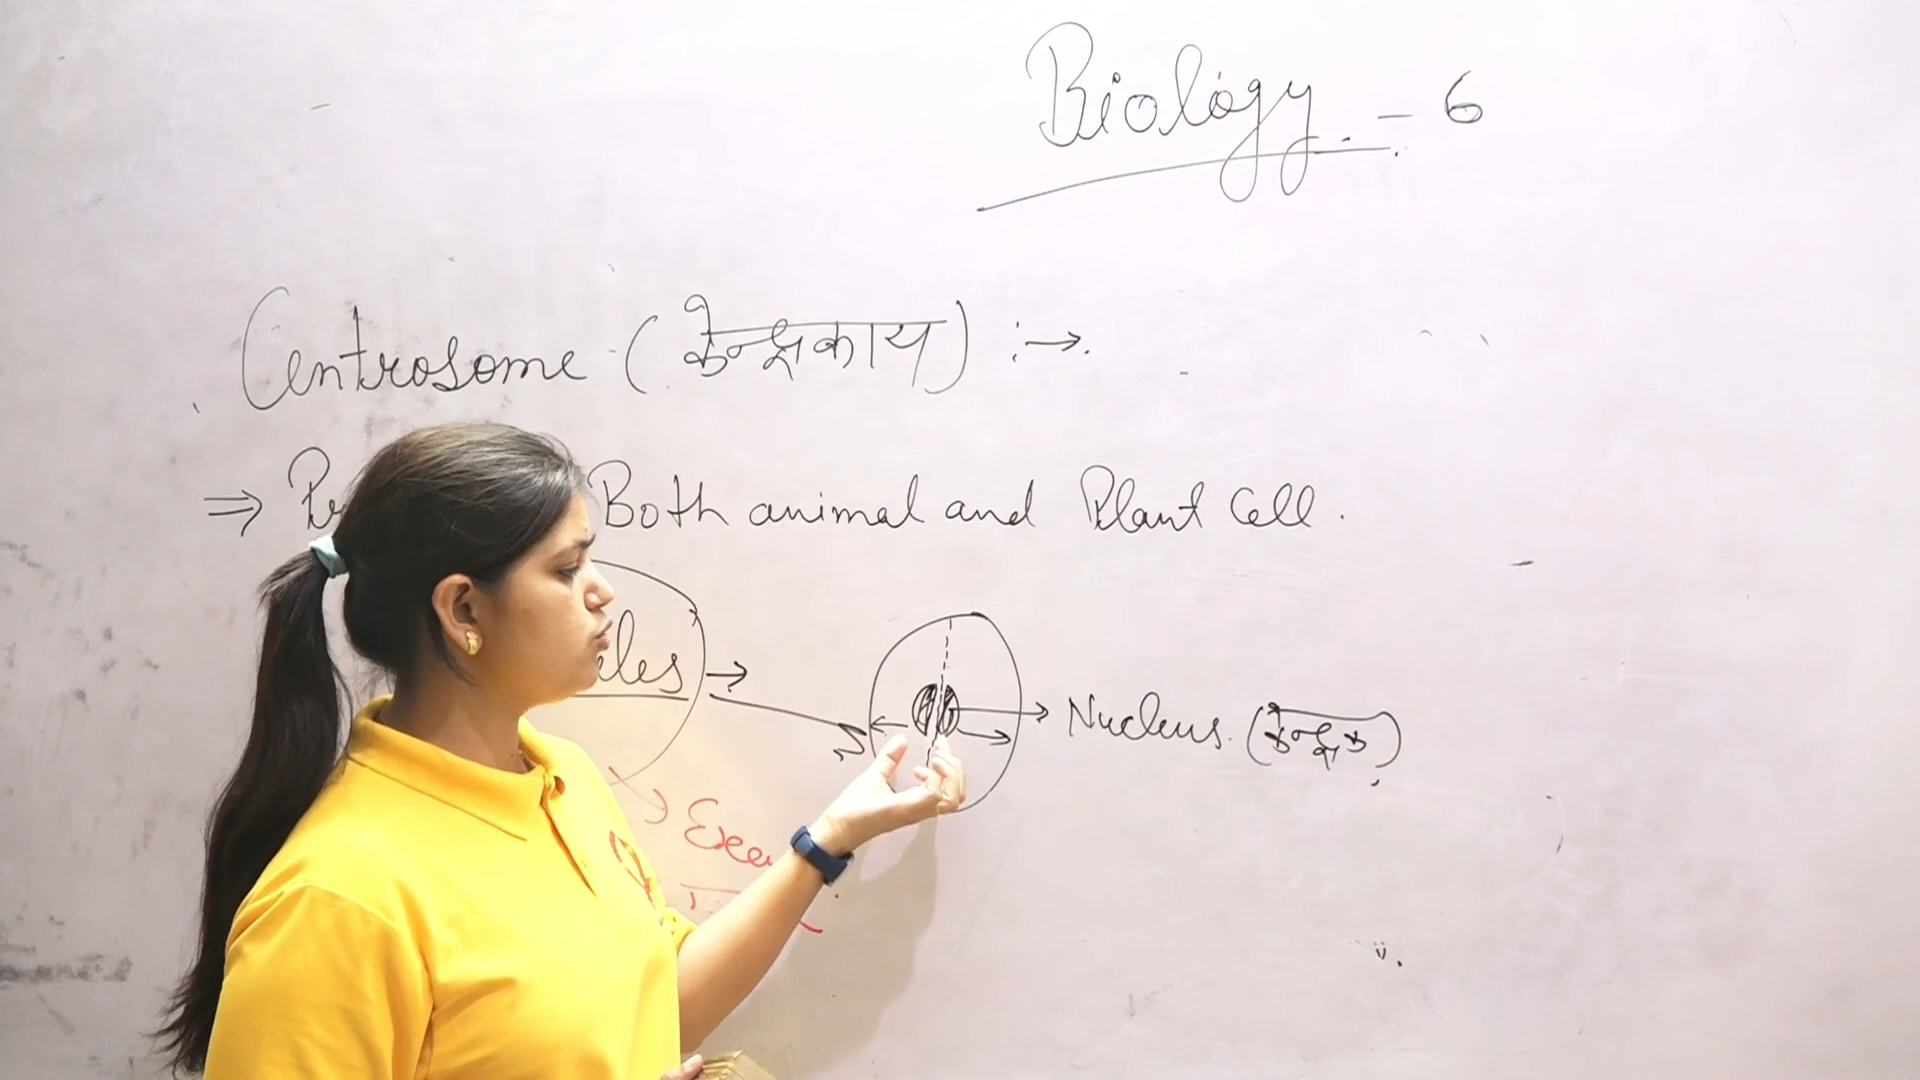 Biology - 6
Centrosome (केन्द्रकाय) :→
⇒ Both animal and Plant Cell.
→ Nucleus. (केन्द्रक)